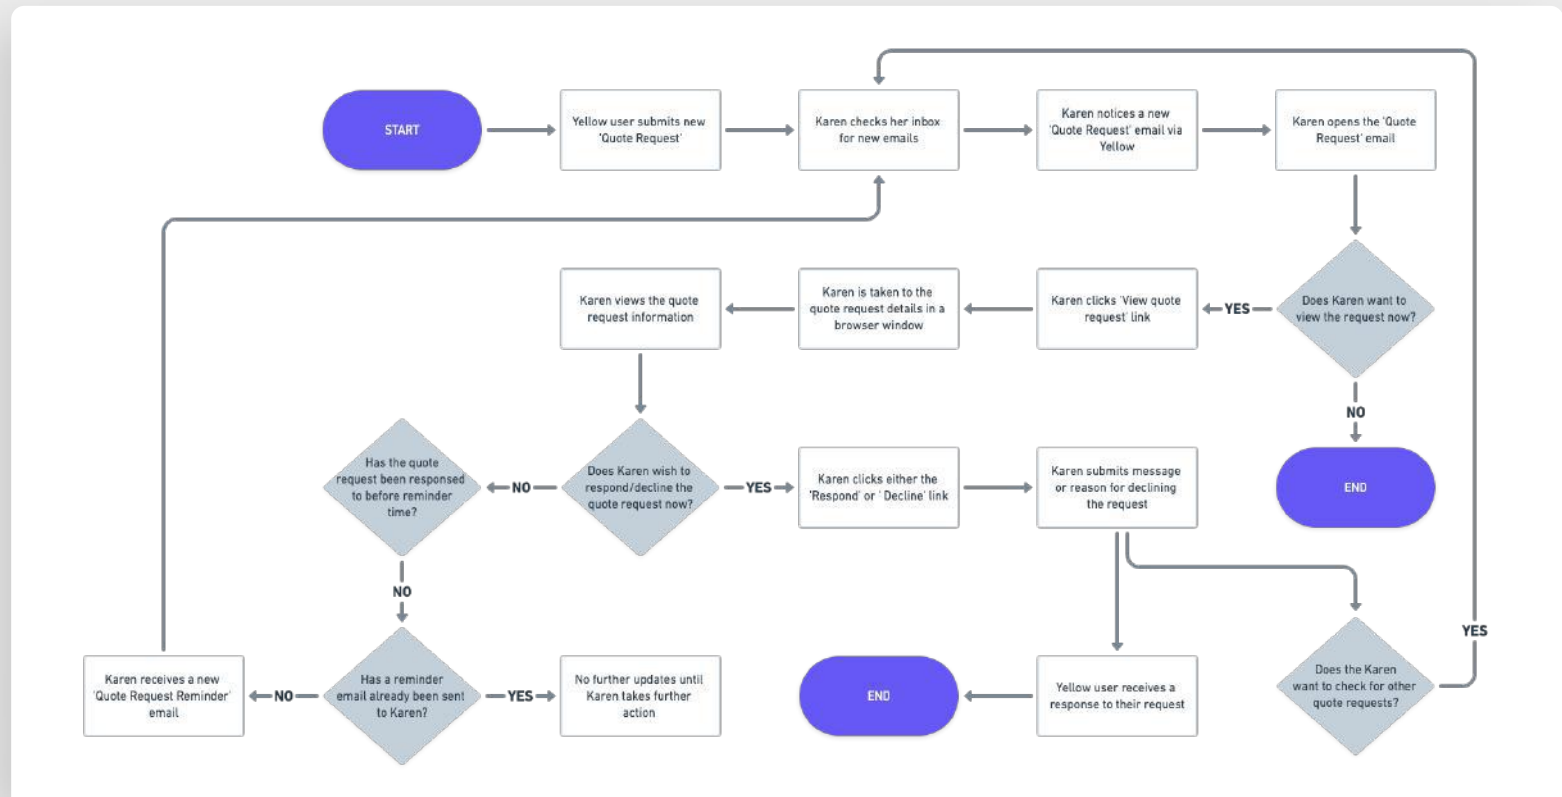 START
Yellow user submits new
'Quote Request'
Karen checks her inbox
for new emails
Karen notices a new
'Quote Request' email via
Yellow
Karen opens the 'Quote
Request' email
Does Karen want to
view the request now?
YES
Karen clicks 'View quote
request' link
Karen is taken to the
quote request details in a
browser window
Karen views the quote
request information
NO
END
Does Karen wish to
respond/decline the
quote request now?
NO
Has the quote
request been responsed
to before reminder
time?
YES
Karen clicks either the
'Respond' or ' Decline' link
Karen submits message
or reason for declining
the request
NO
Has a reminder
email already been sent
to Karen?
NO
Karen receives a new
'Quote Request Reminder'
email
YES
No further updates until
Karen takes further
action
Yellow user receives a
response to their request
END
Does the Karen
want to check for other
quote requests?
YES